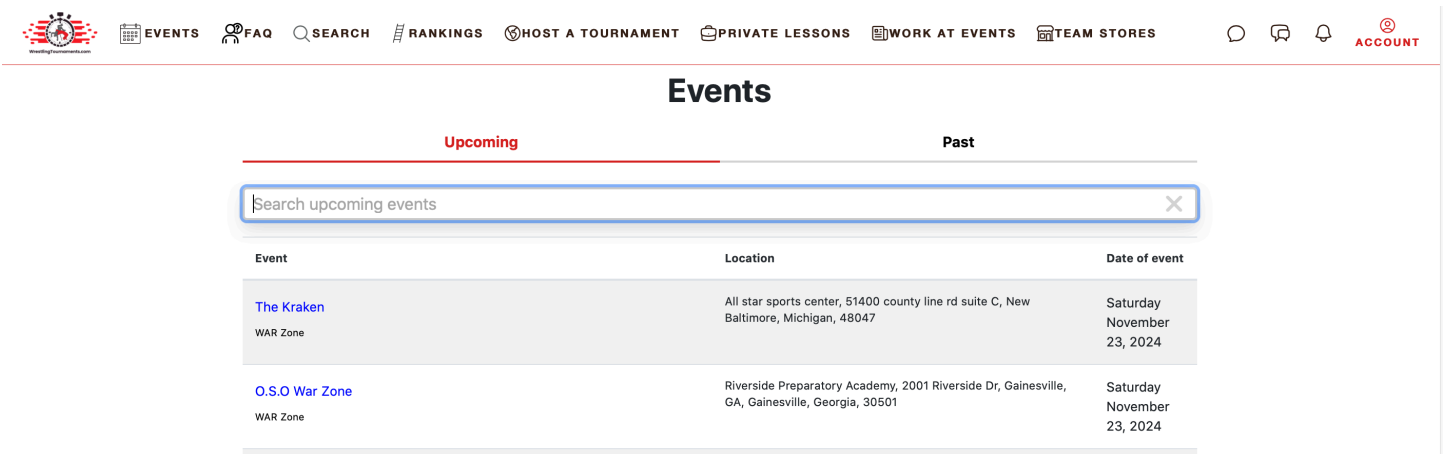 WrestlingTournaments.com
EVENTS FAQ SEARCH RANKINGS HOST A TOURNAMENT PRIVATE LESSONS WORK AT EVENTS TEAM STORES ACCOUNT
Events
Upcoming Past
Search upcoming events
Event Location Date of event
The Kraken
WAR Zone
All star sports center, 51400 county line rd suite C, New
Baltimore, Michigan, 48047
Saturday
November
23, 2024
O.S.O War Zone
WAR Zone
Riverside Preparatory Academy, 2001 Riverside Dr, Gainesville,
GA, Gainesville, Georgia, 30501
Saturday
November
23, 2024